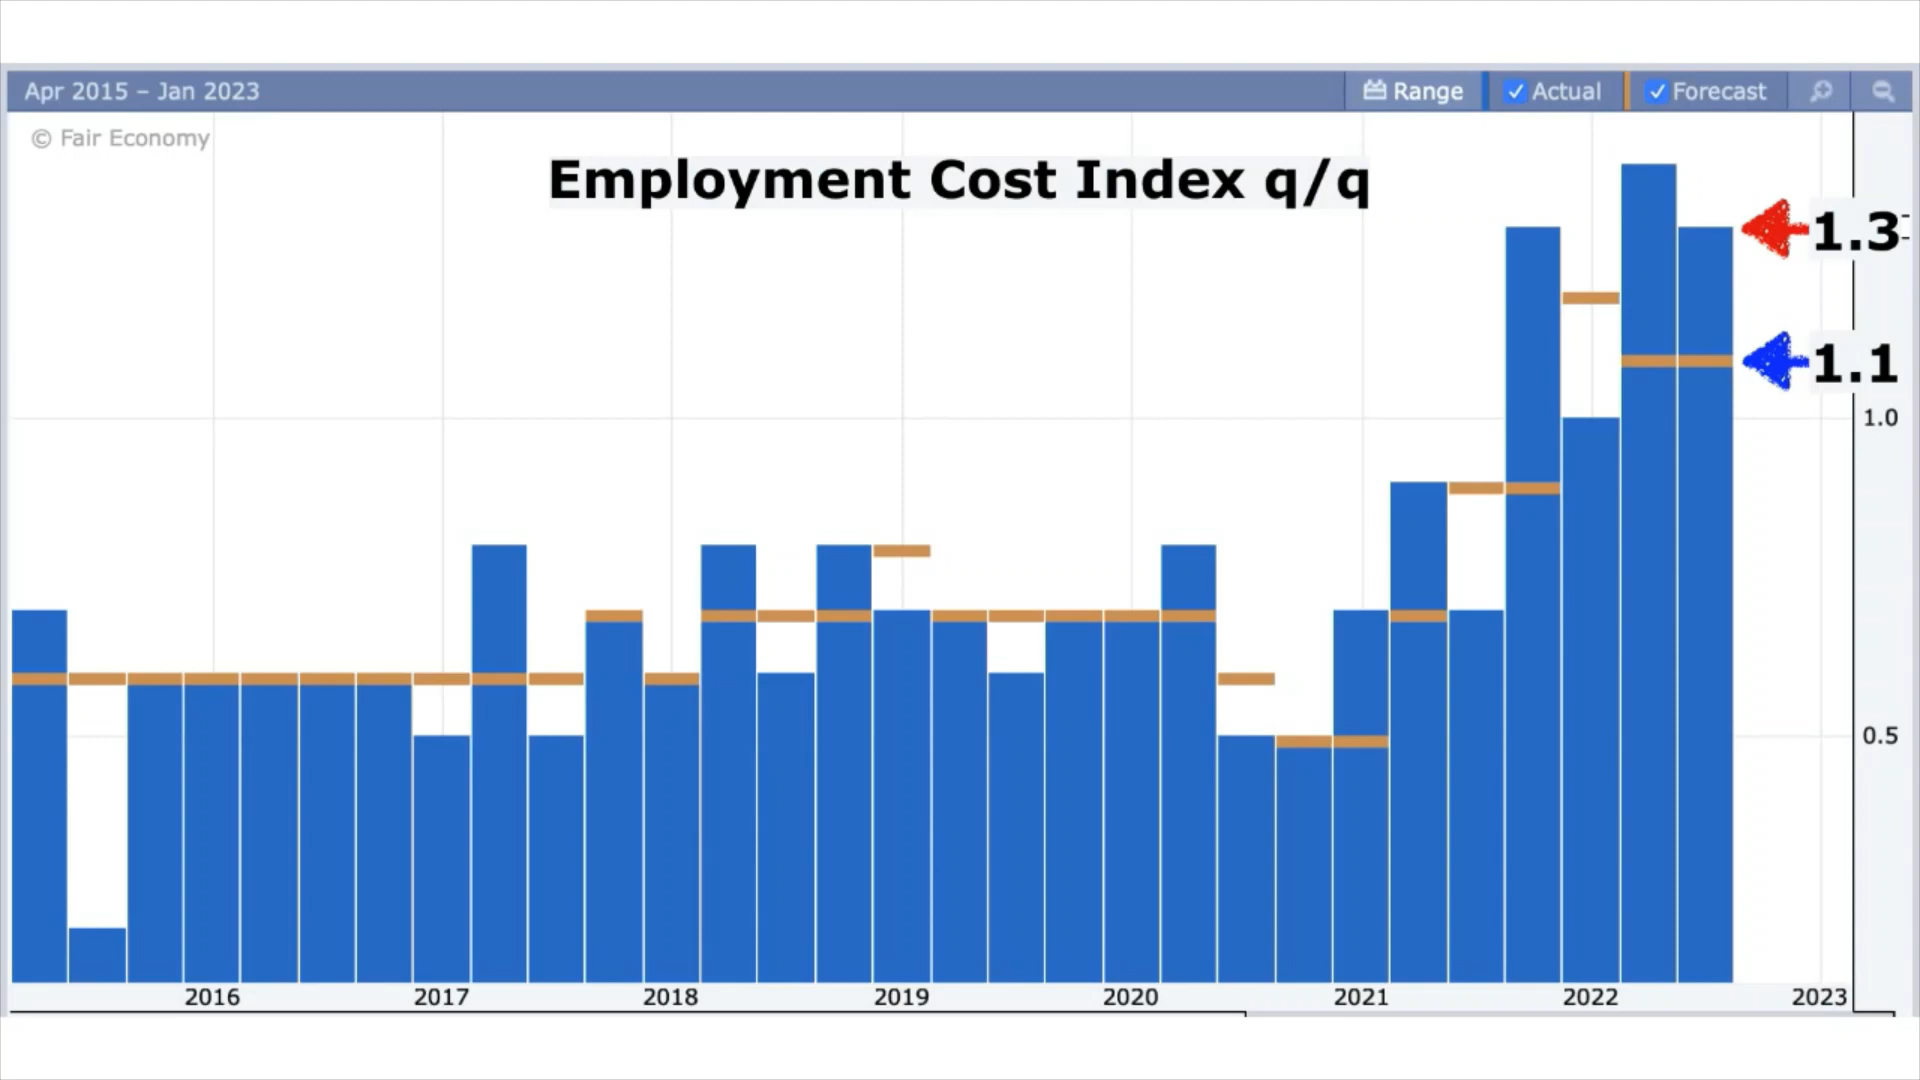 Apr 2015 – Jan 2023
Range
Actual
Forecast
© Fair Economy
Employment Cost Index q/q
1.3
1.1
1.0
0.5
2016 2017 2018 2019 2020 2021 2022 2023